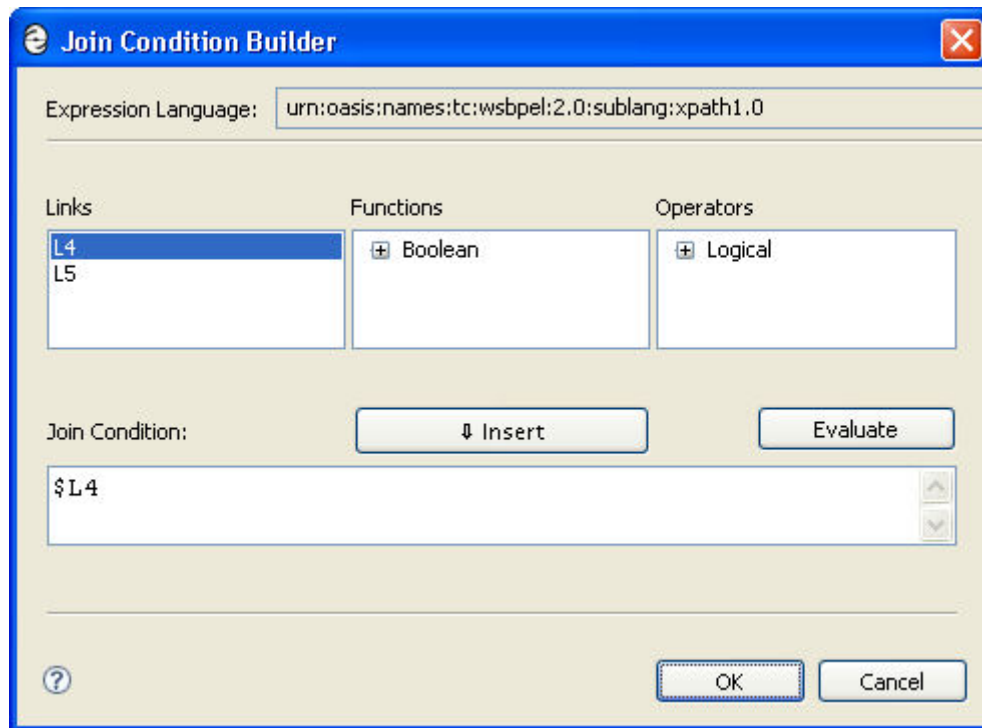 Join Condition Builder
Expression Language: urn:oasis:names:tc:wsbpel:2.0:sublang:xpath1.0
Links Functions Operators
L4 Boolean Logical
L5
Join Condition: ⇩ Insert Evaluate
$L4
? OK Cancel